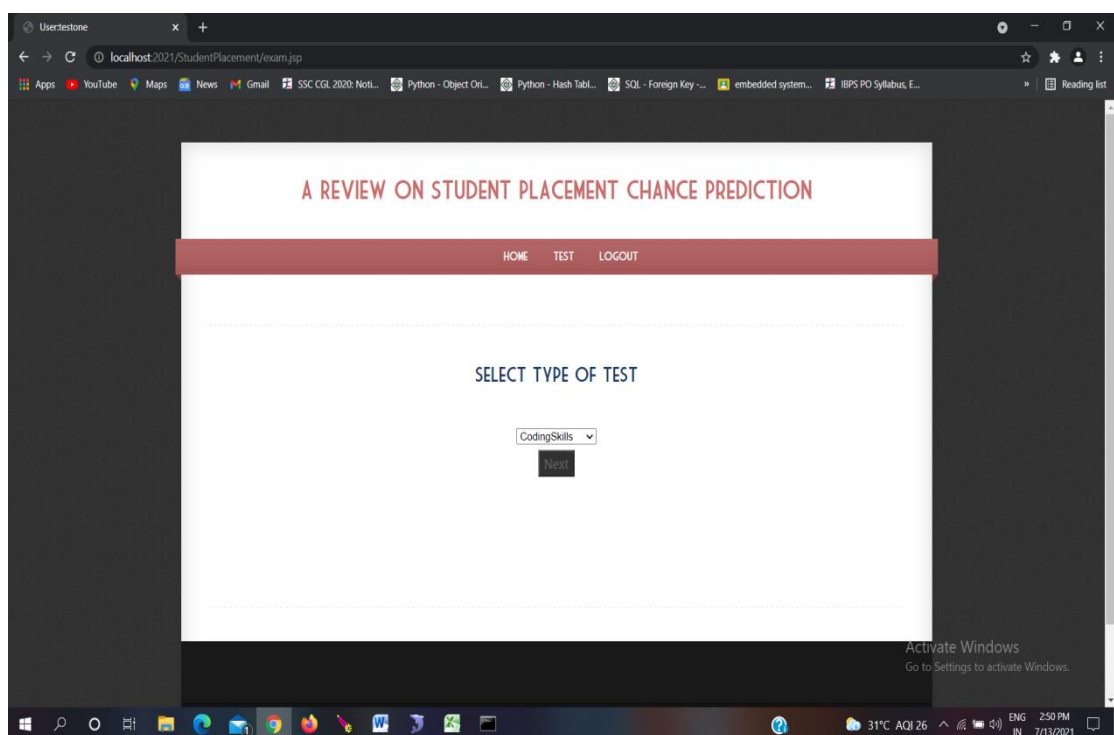 User:testone
localhost:2021/StudentPlacement/exam.jsp
Apps YouTube Maps News Gmail SSC CGL 2020: Noti... Python - Object Ori... Python - Hash Tabl... SQL - Foreign Key -... embedded system... IBPS PO Syllabus, E... » Reading list
A REVIEW ON STUDENT PLACEMENT CHANCE PREDICTION
HOME TEST LOGOUT
SELECT TYPE OF TEST
CodingSkills
Next
Activate Windows
Go to Settings to activate Windows.
31°C AQI 26 ENG 2:50 PM
IN 7/13/2021